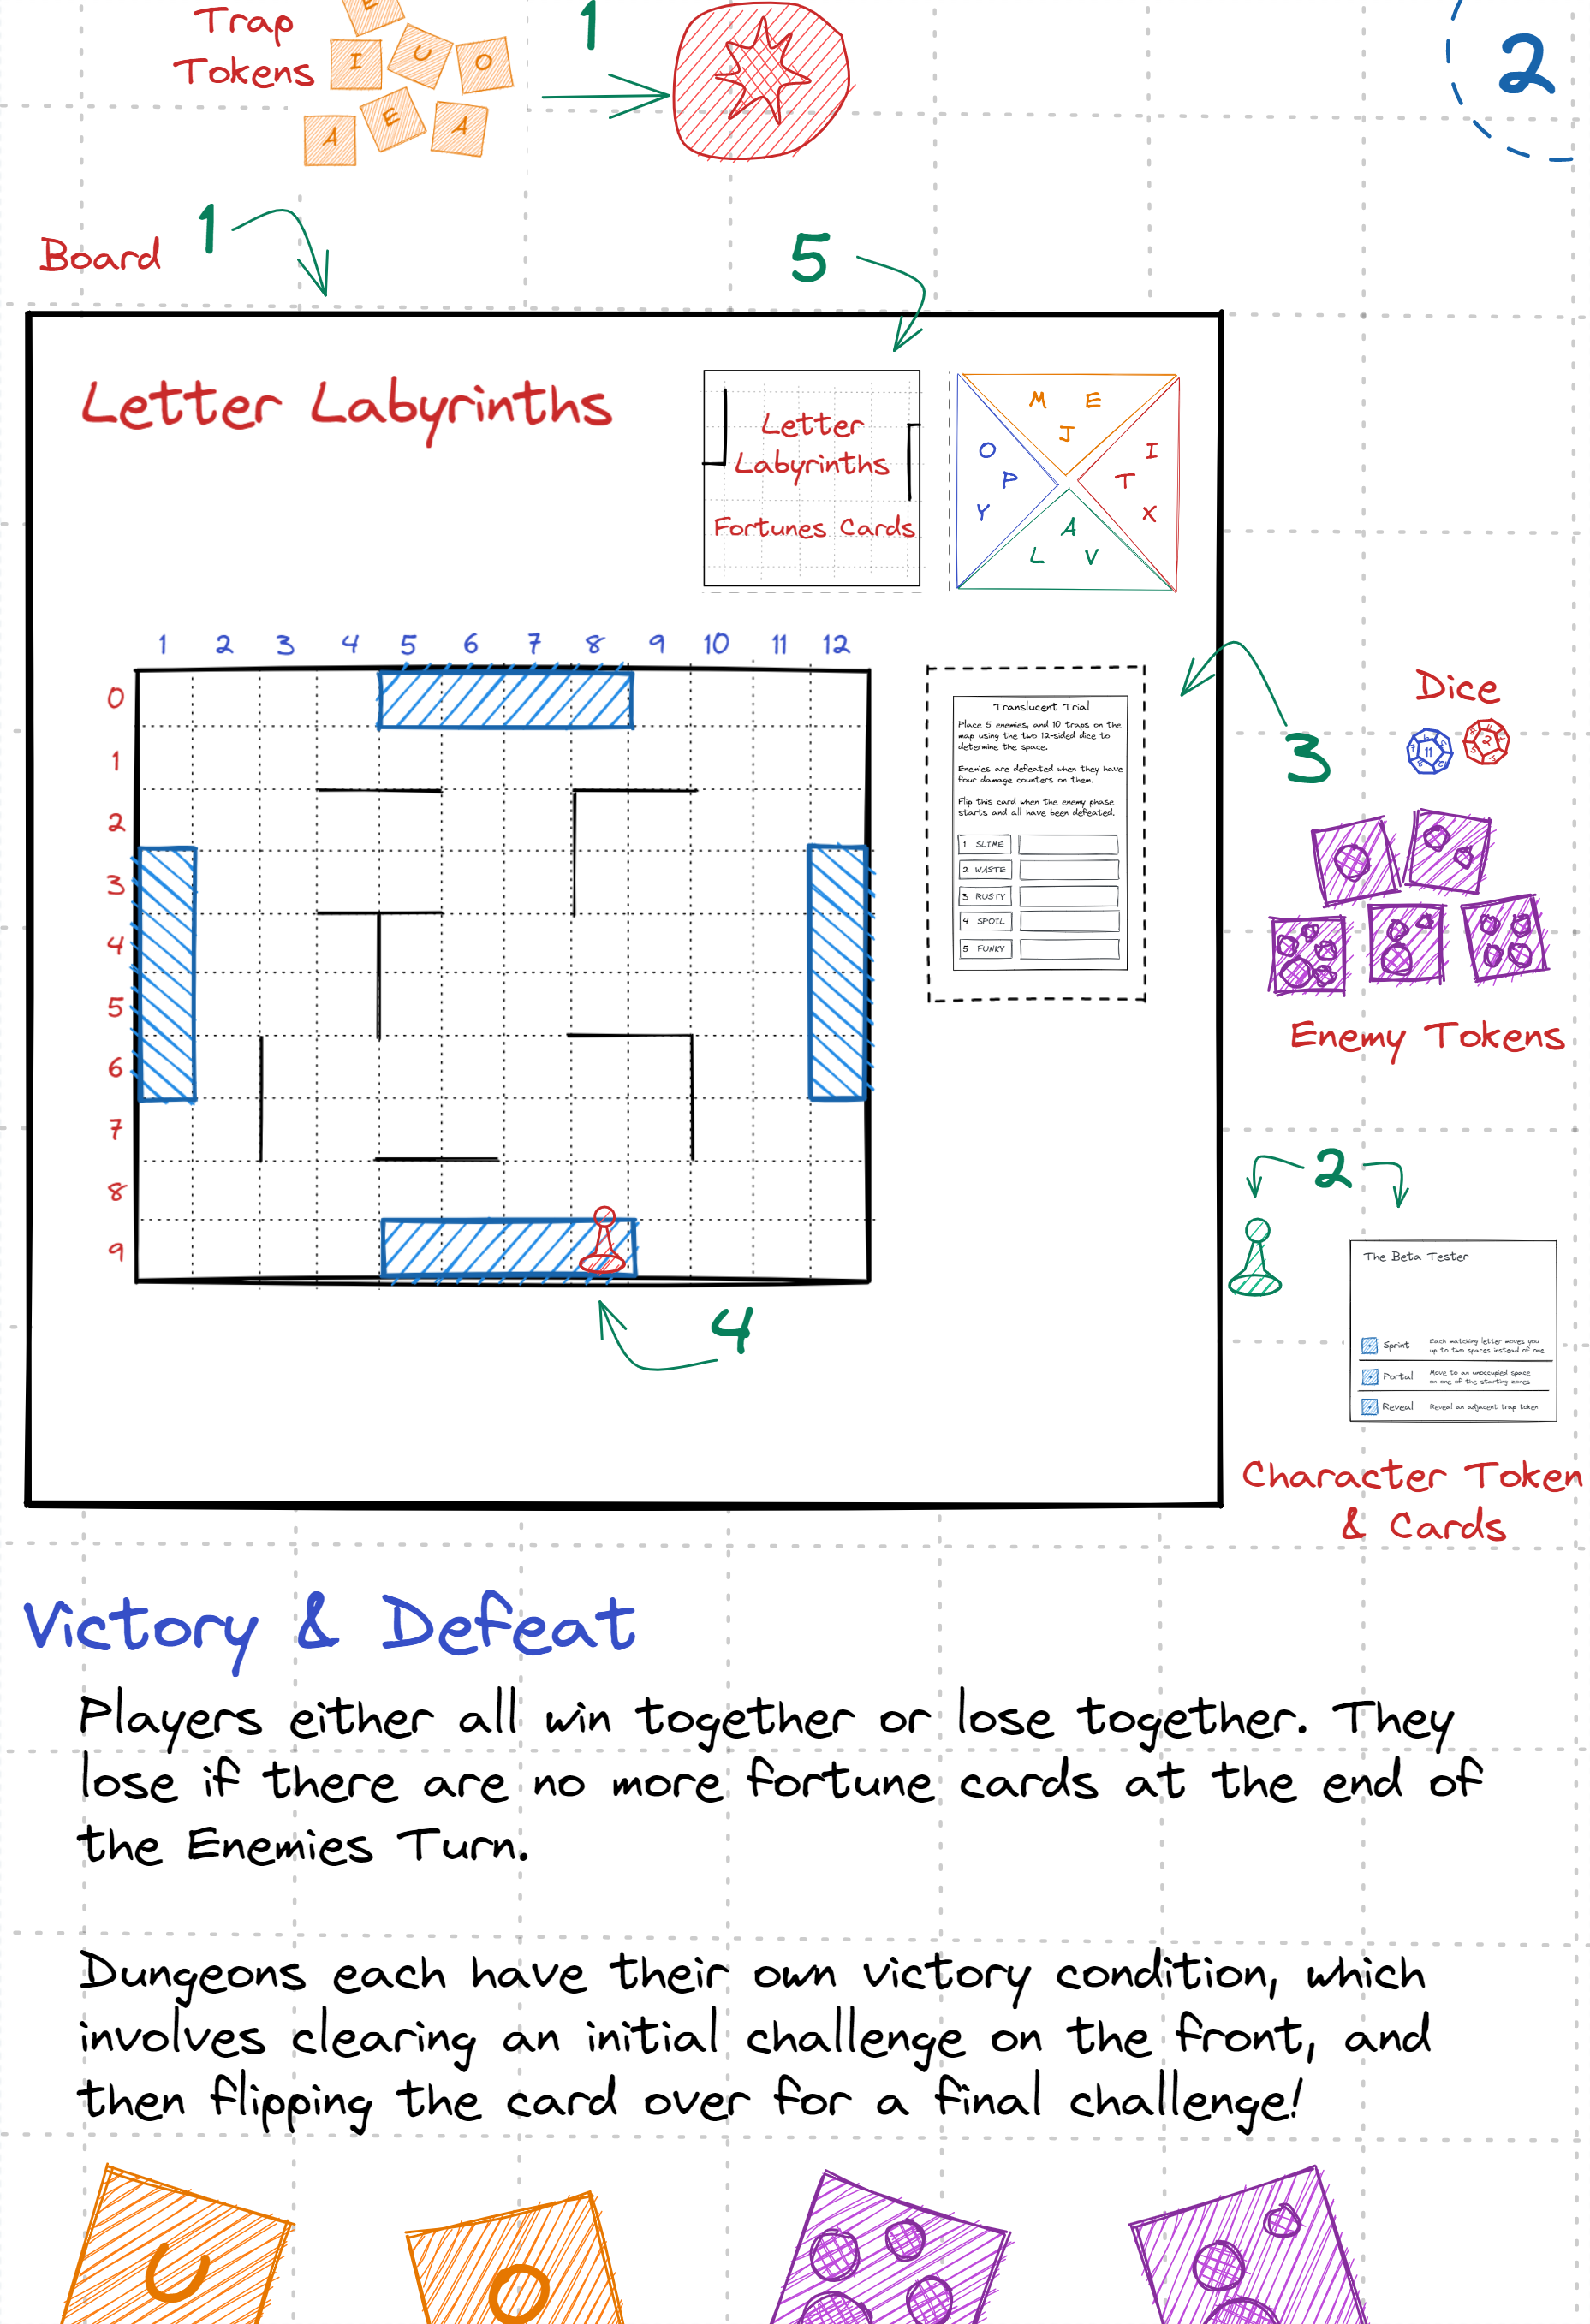 Trap
Tokens
E
I U O
A E A
1
2
Board
1
5
Letter Labyrinths
Letter
Labyrinths
Fortunes Cards
M E
J
O
P
Y
I
T
X
A
L V
1 2 3 4 5 6 7 8 9 10 11 12
0
1
2
3
4
5
6
7
8
9
Translucent Trial
Place 5 enemies, and 10 traps on the
map using the two 12-sided dice to
determine the space.
Enemies are defeated when they have
four damage counters on them.
Flip this card when the enemy phase
starts and all have been defeated.
1 SLIME
2 WASTE
3 RUSTY
4 SPOIL
5 FUNKY
3
Dice
11
2
Enemy Tokens
2
The Beta Tester
Sprint
Each matching letter moves you
up to two spaces instead of one
Portal
Move to an unoccupied space
on one of the starting zones
Reveal
Reveal an adjacent trap token
Character Token
& Cards
4
Victory & Defeat
Players either all win together or lose together. They
lose if there are no more fortune cards at the end of
the Enemies Turn.
Dungeons each have their own victory condition, which
involves clearing an initial challenge on the front, and
then flipping the card over for a final challenge!
U
O